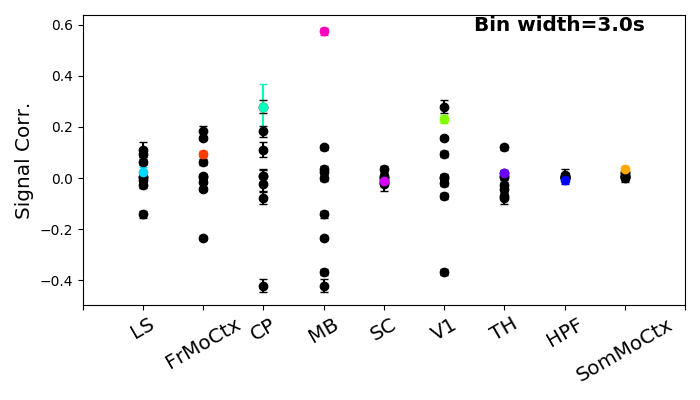 Bin width=3.0s
Signal Corr.
0.6
0.4
0.2
0.0
−0.2
−0.4
LS
FrMoCtx
CP
MB
SC
V1
TH
HPF
SomMoCtx